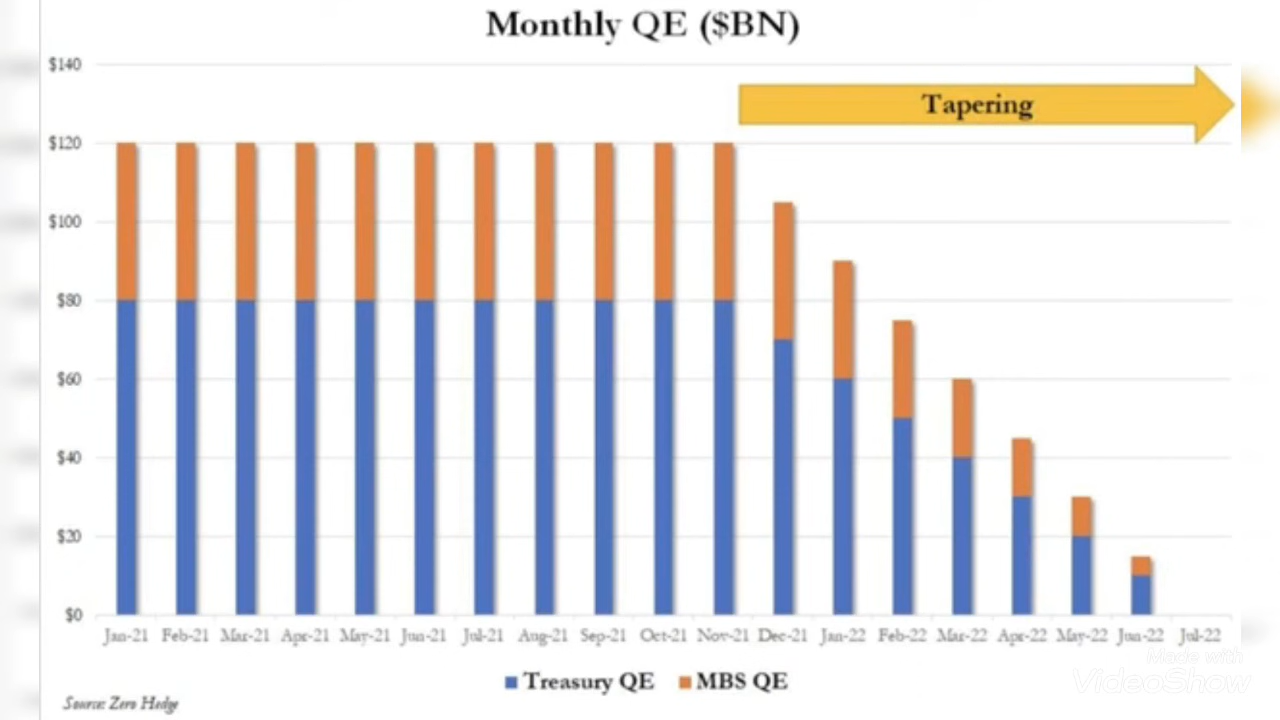 Monthly QE ($BN)
$140
Tapering
$120
$100
$80
$60
$40
$20
$0
Jan-21 Feb-21 Mar-21 Apr-21 May-21 Jun-21 Jul-21 Aug-21 Sep-21 Oct-21 Nov-21 Dec-21 Jan-22 Feb-22 Mar-22 Apr-22 May-22 Jun-22 Jul-22
Made with
VideoShow
Treasury QE MBS QE
Source: Zero Hedge